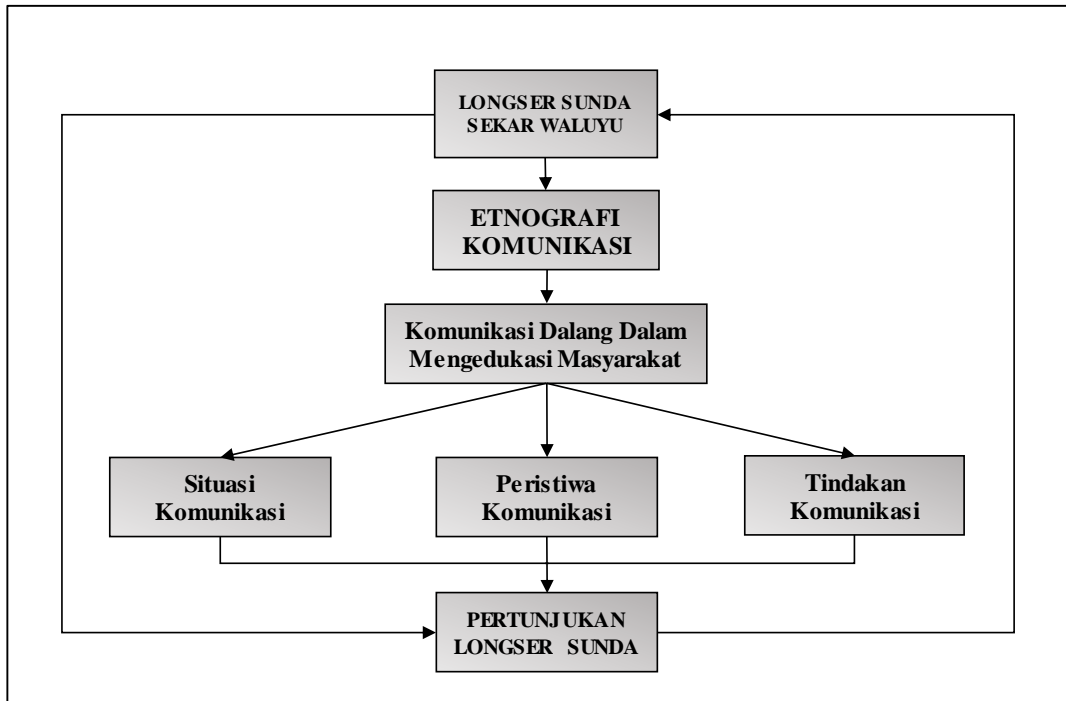 LONGSER SUNDA
SEKAR WALUYU
ETNOGRAFI
KOMUNIKASI
Komunikasi Dalang Dalam
Mengedukasi Masyarakat
Situasi
Komunikasi
Peristiwa
Komunikasi
Tindakan
Komunikasi
PERTUNJUKAN
LONGSER SUNDA